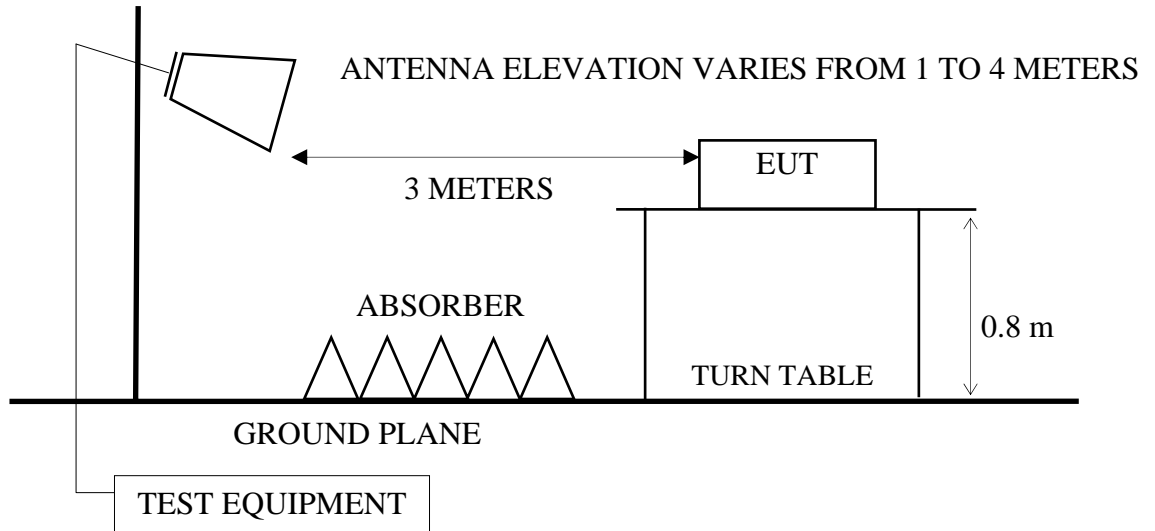 ANTENNA ELEVATION VARIES FROM 1 TO 4 METERS
EUT
3 METERS
ABSORBER
0.8 m
TURN TABLE
GROUND PLANE
TEST EQUIPMENT